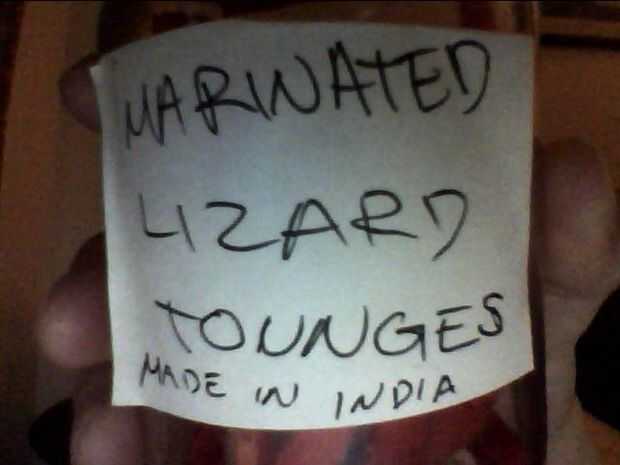 MARINATED
LIZARD
TOUNGES
MADE IN INDIA